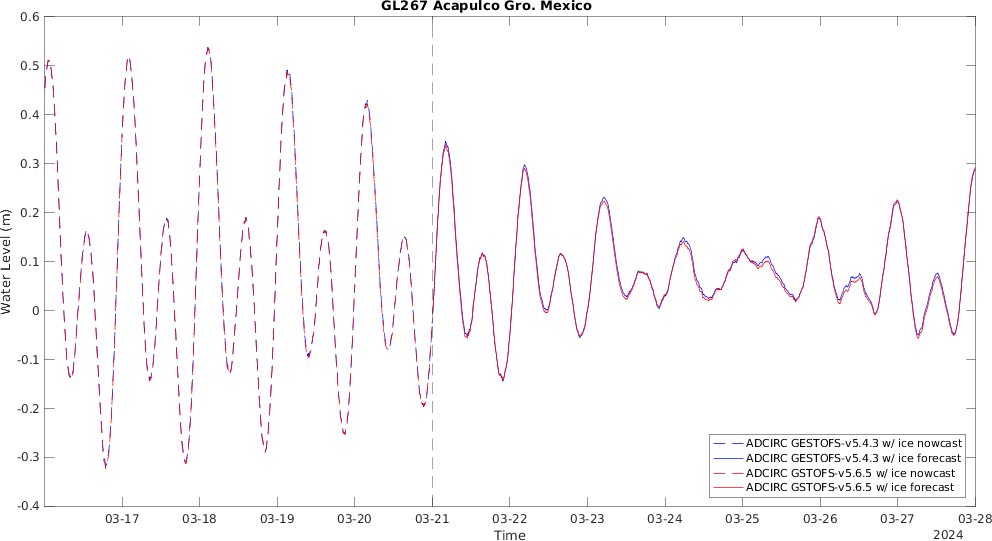 GL267 Acapulco Gro. Mexico
0.6
0.5
0.4
0.3
0.2
0.1
0
-0.1
-0.2
-0.3
-0.4
Water Level (m)
03-17 03-18 03-19 03-20 03-21 03-22 03-23 03-24 03-25 03-26 03-27 03-28
Time
2024
ADCIRC GESTOFS-v5.4.3 w/ ice nowcast
ADCIRC GESTOFS-v5.4.3 w/ ice forecast
ADCIRC GSTOFS-v5.6.5 w/ ice nowcast
ADCIRC GSTOFS-v5.6.5 w/ ice forecast